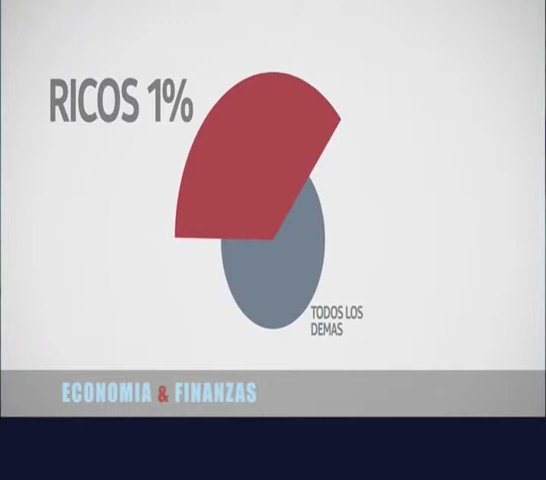 RICOS 1%
TODOS LOS
DEMAS
ECONOMIA & FINANZAS